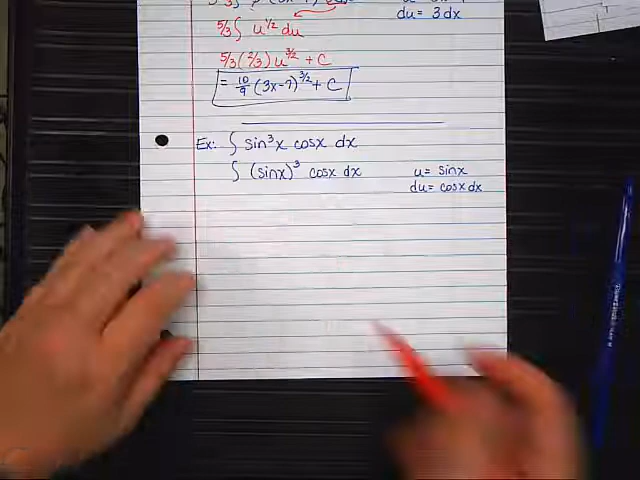 du = 3dx
5/3 ∫ u^1/2 du
5/3 (2/3) u^3/2 + C
= 10/9 (3x-7)^3/2 + C
Ex: ∫ sin³x cosx dx
∫ (sinx)³ cosx dx u = sinx
du = cosx dx